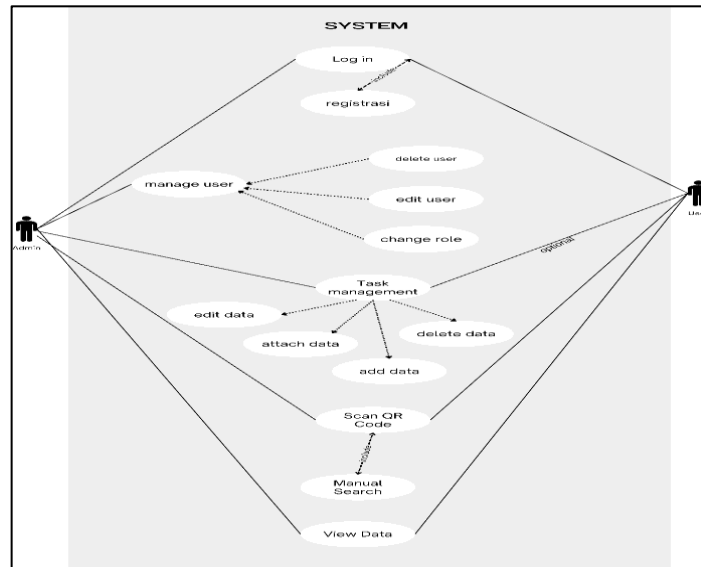 SYSTEM
Log in
include
registrasi
delete user
manage user
edit user
change role
Admin
optional
Task
management
edit data
delete data
attach data
add data
Scan QR
Code
Manual
Search
View Data